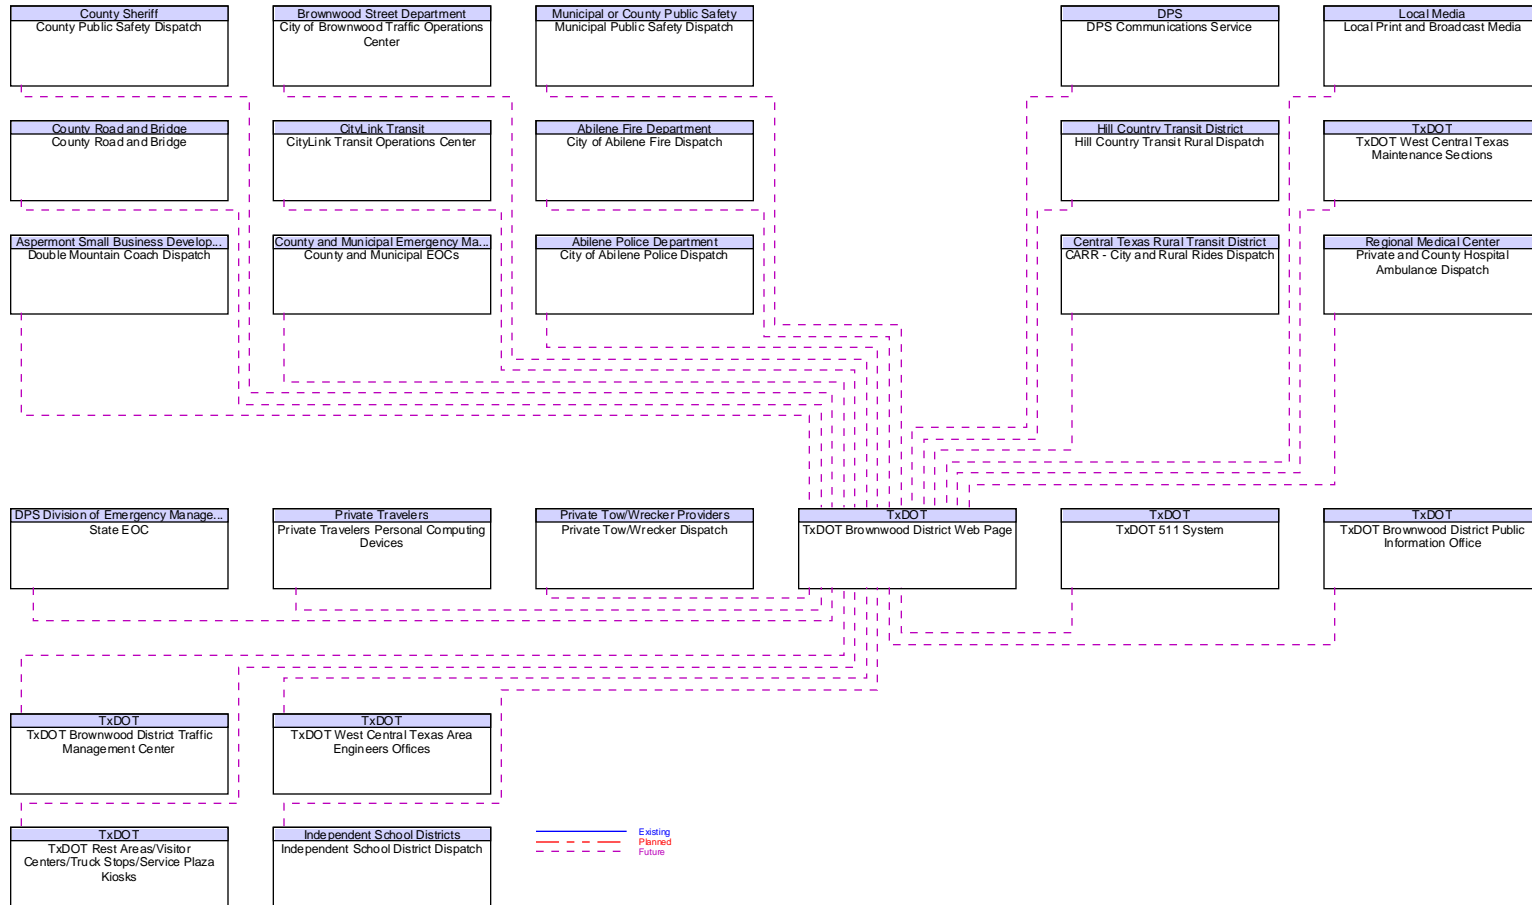 County Sheriff
County Public Safety Dispatch
Brownwood Street Department
City of Brownwood Traffic Operations
Center
Municipal or County Public Safety
Municipal Public Safety Dispatch
DPS
DPS Communications Service
Local Media
Local Print and Broadcast Media
County Road and Bridge
County Road and Bridge
CityLink Transit
CityLink Transit Operations Center
Abilene Fire Department
City of Abilene Fire Dispatch
Hill Country Transit District
Hill Country Transit Rural Dispatch
TxDOT
TxDOT West Central Texas
Maintenance Sections
Aspermont Small Business Develop...
Double Mountain Coach Dispatch
County and Municipal Emergency Ma...
County and Municipal EOCs
Abilene Police Department
City of Abilene Police Dispatch
Central Texas Rural Transit District
CARR - City and Rural Rides Dispatch
Regional Medical Center
Private and County Hospital
Ambulance Dispatch
DPS Division of Emergency Manage...
State EOC
Private Travelers
Private Travelers Personal Computing
Devices
Private Tow/Wrecker Providers
Private Tow/Wrecker Dispatch
TxDOT
TxDOT Brownwood District Web Page
TxDOT
TxDOT 511 System
TxDOT
TxDOT Brownwood District Public
Information Office
TxDOT
TxDOT Brownwood District Traffic
Management Center
TxDOT
TxDOT West Central Texas Area
Engineers Offices
TxDOT
TxDOT Rest Areas/Visitor
Centers/Truck Stops/Service Plaza
Kiosks
Independent School Districts
Independent School District Dispatch
Existing
Planned
Future